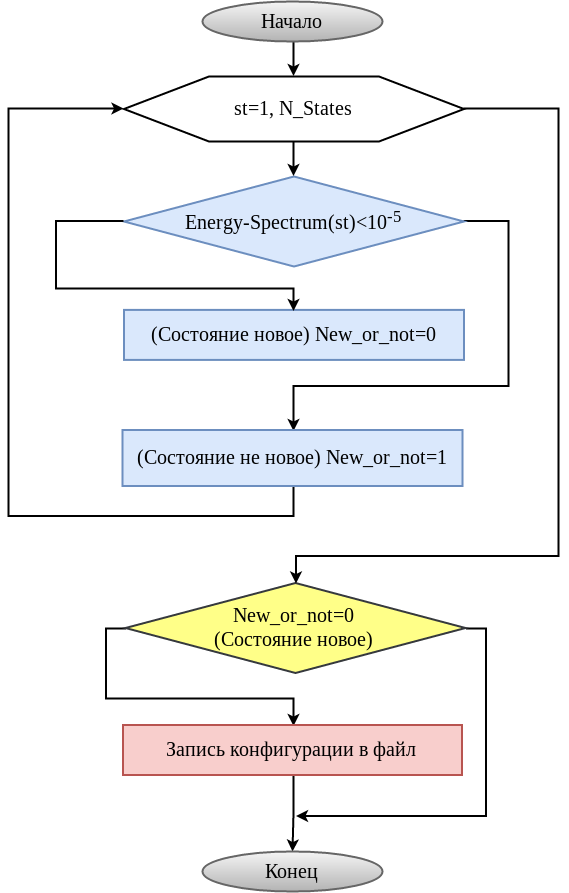 Начало
st=1, N_States
Energy-Spectrum(st)<10⁻⁵
(Состояние новое) New_or_not=0
(Состояние не новое) New_or_not=1
New_or_not=0
(Состояние новое)
Запись конфигурации в файл
Конец